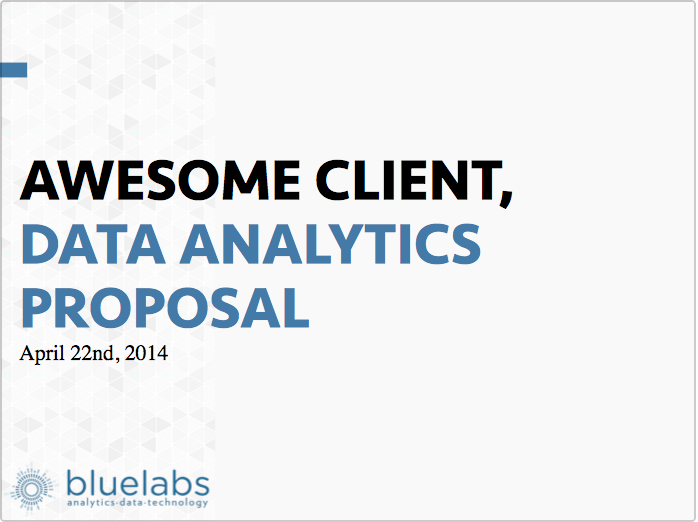 AWESOME CLIENT,
DATA ANALYTICS
PROPOSAL
April 22nd, 2014
bluelabs
analytics-data-technology